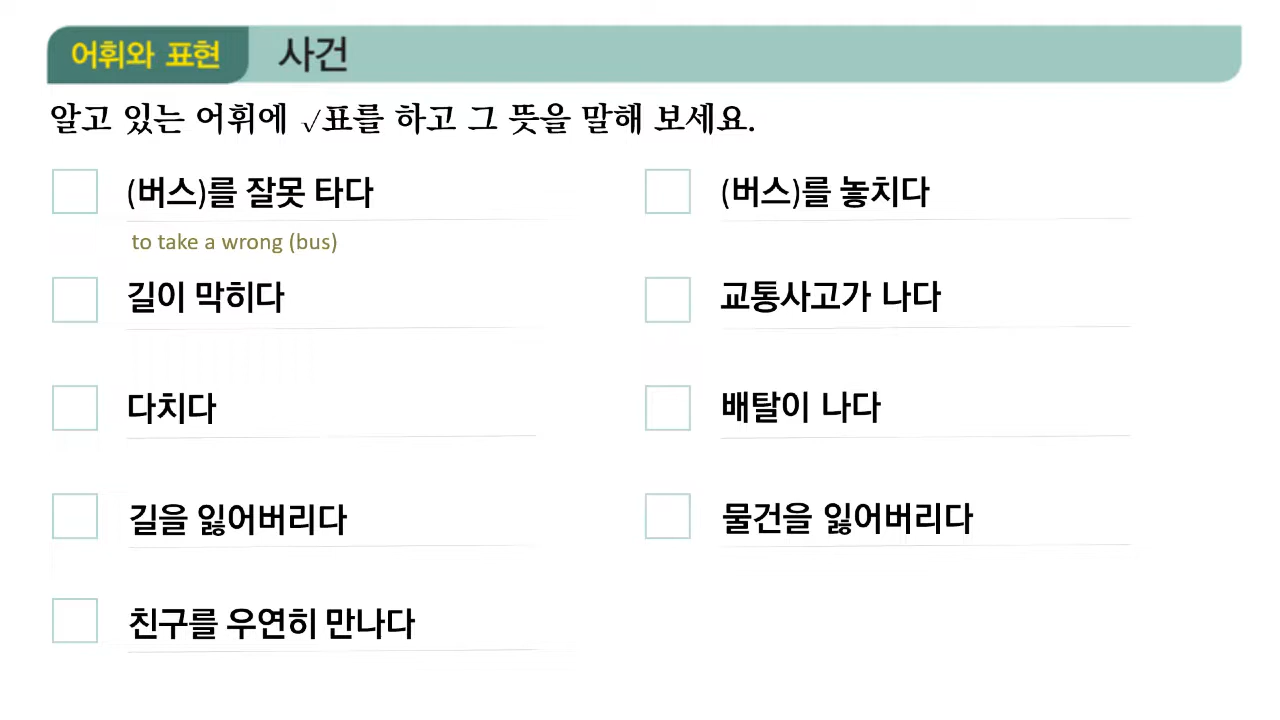 어휘와 표현 사건
알고 있는 어휘에 √표를 하고 그 뜻을 말해 보세요.
(버스)를 잘못 타다
to take a wrong (bus)
(버스)를 놓치다
길이 막히다
교통사고가 나다
다치다
배탈이 나다
길을 잃어버리다
물건을 잃어버리다
친구를 우연히 만나다